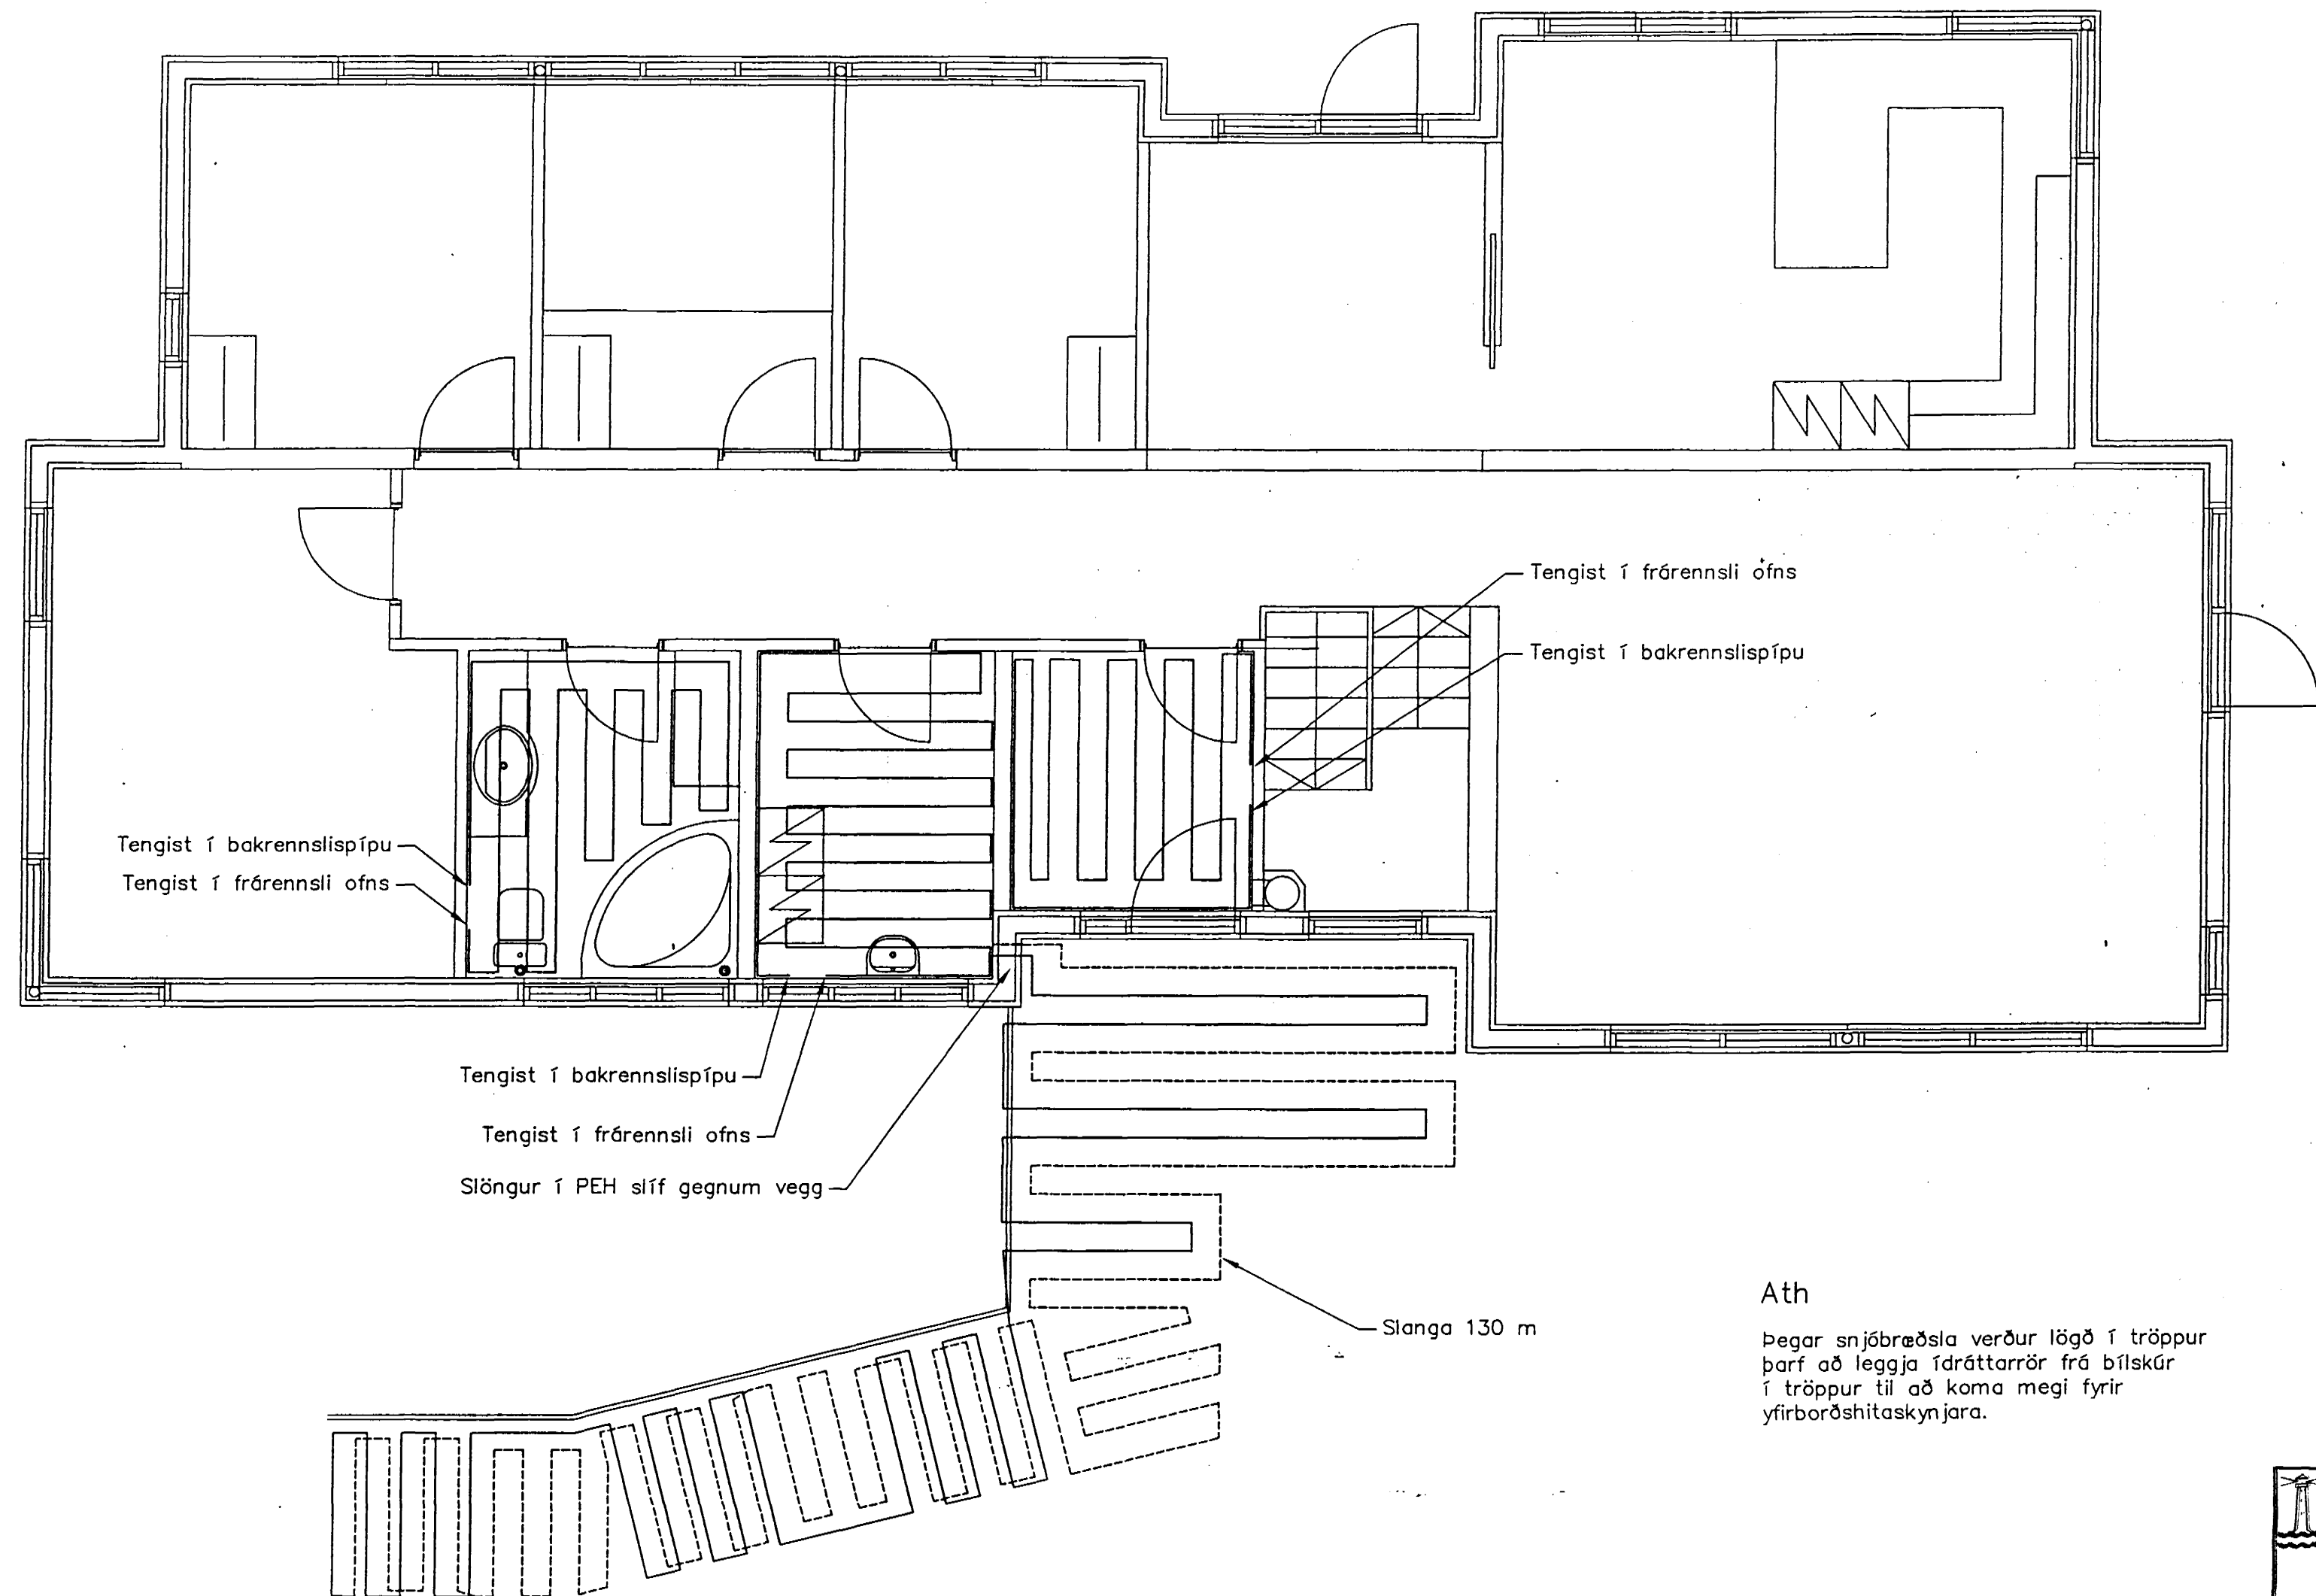 Tengist í frárennsli ofns
Tengist í bakrennslispípu
Tengist í bakrennslispípu
Tengist í frárennsli ofns
Tengist í bakrennslispípu
Tengist í frárennsli ofns
Slöngur í PEH slíf gegnum vegg
Slanga 130 m
Ath
Þegar snjóbræðsla verður lögð í tröppur
þarf að leggja ídráttarrör frá bílskúr
í tröppur til að koma megi fyrir
yfirborðshitaskynjara.